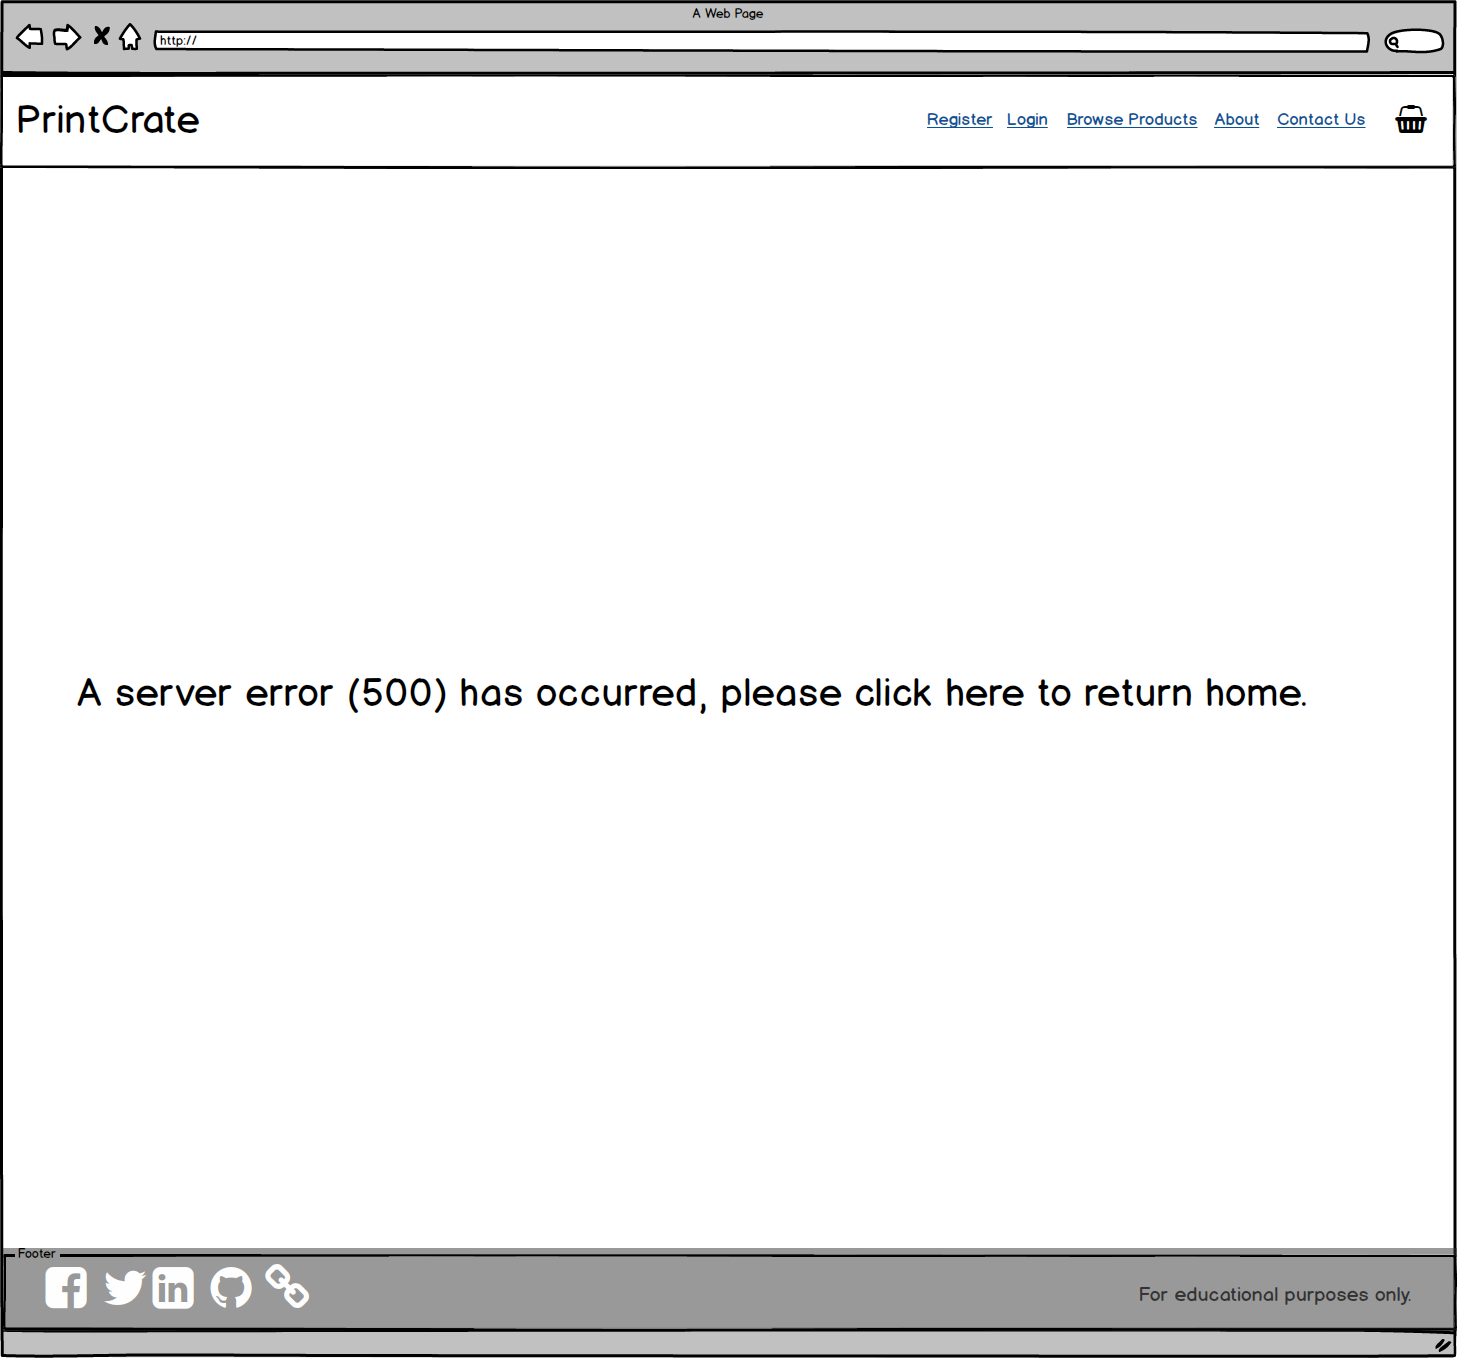 A Web Page
http://
PrintCrate
Register Login Browse Products About Contact Us
A server error (500) has occurred, please click here to return home.
Footer
For educational purposes only.